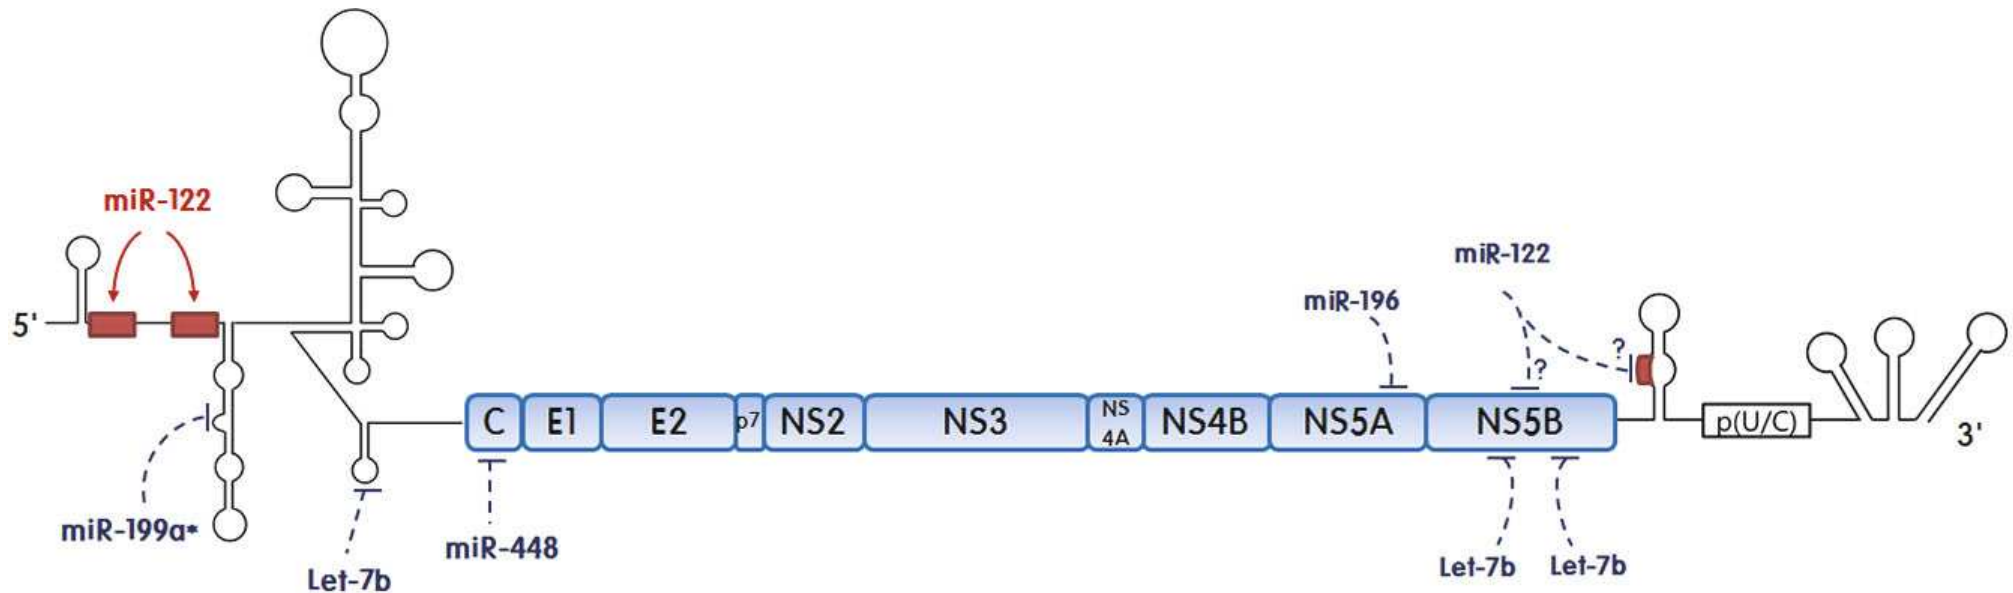 miR-122
5'
miR-199a*
Let-7b
miR-448
C
E1
E2
p7
NS2
NS3
NS
4A
NS4B
NS5A
NS5B
miR-196
miR-122
?
?
p(U/C)
3'
Let-7b
Let-7b